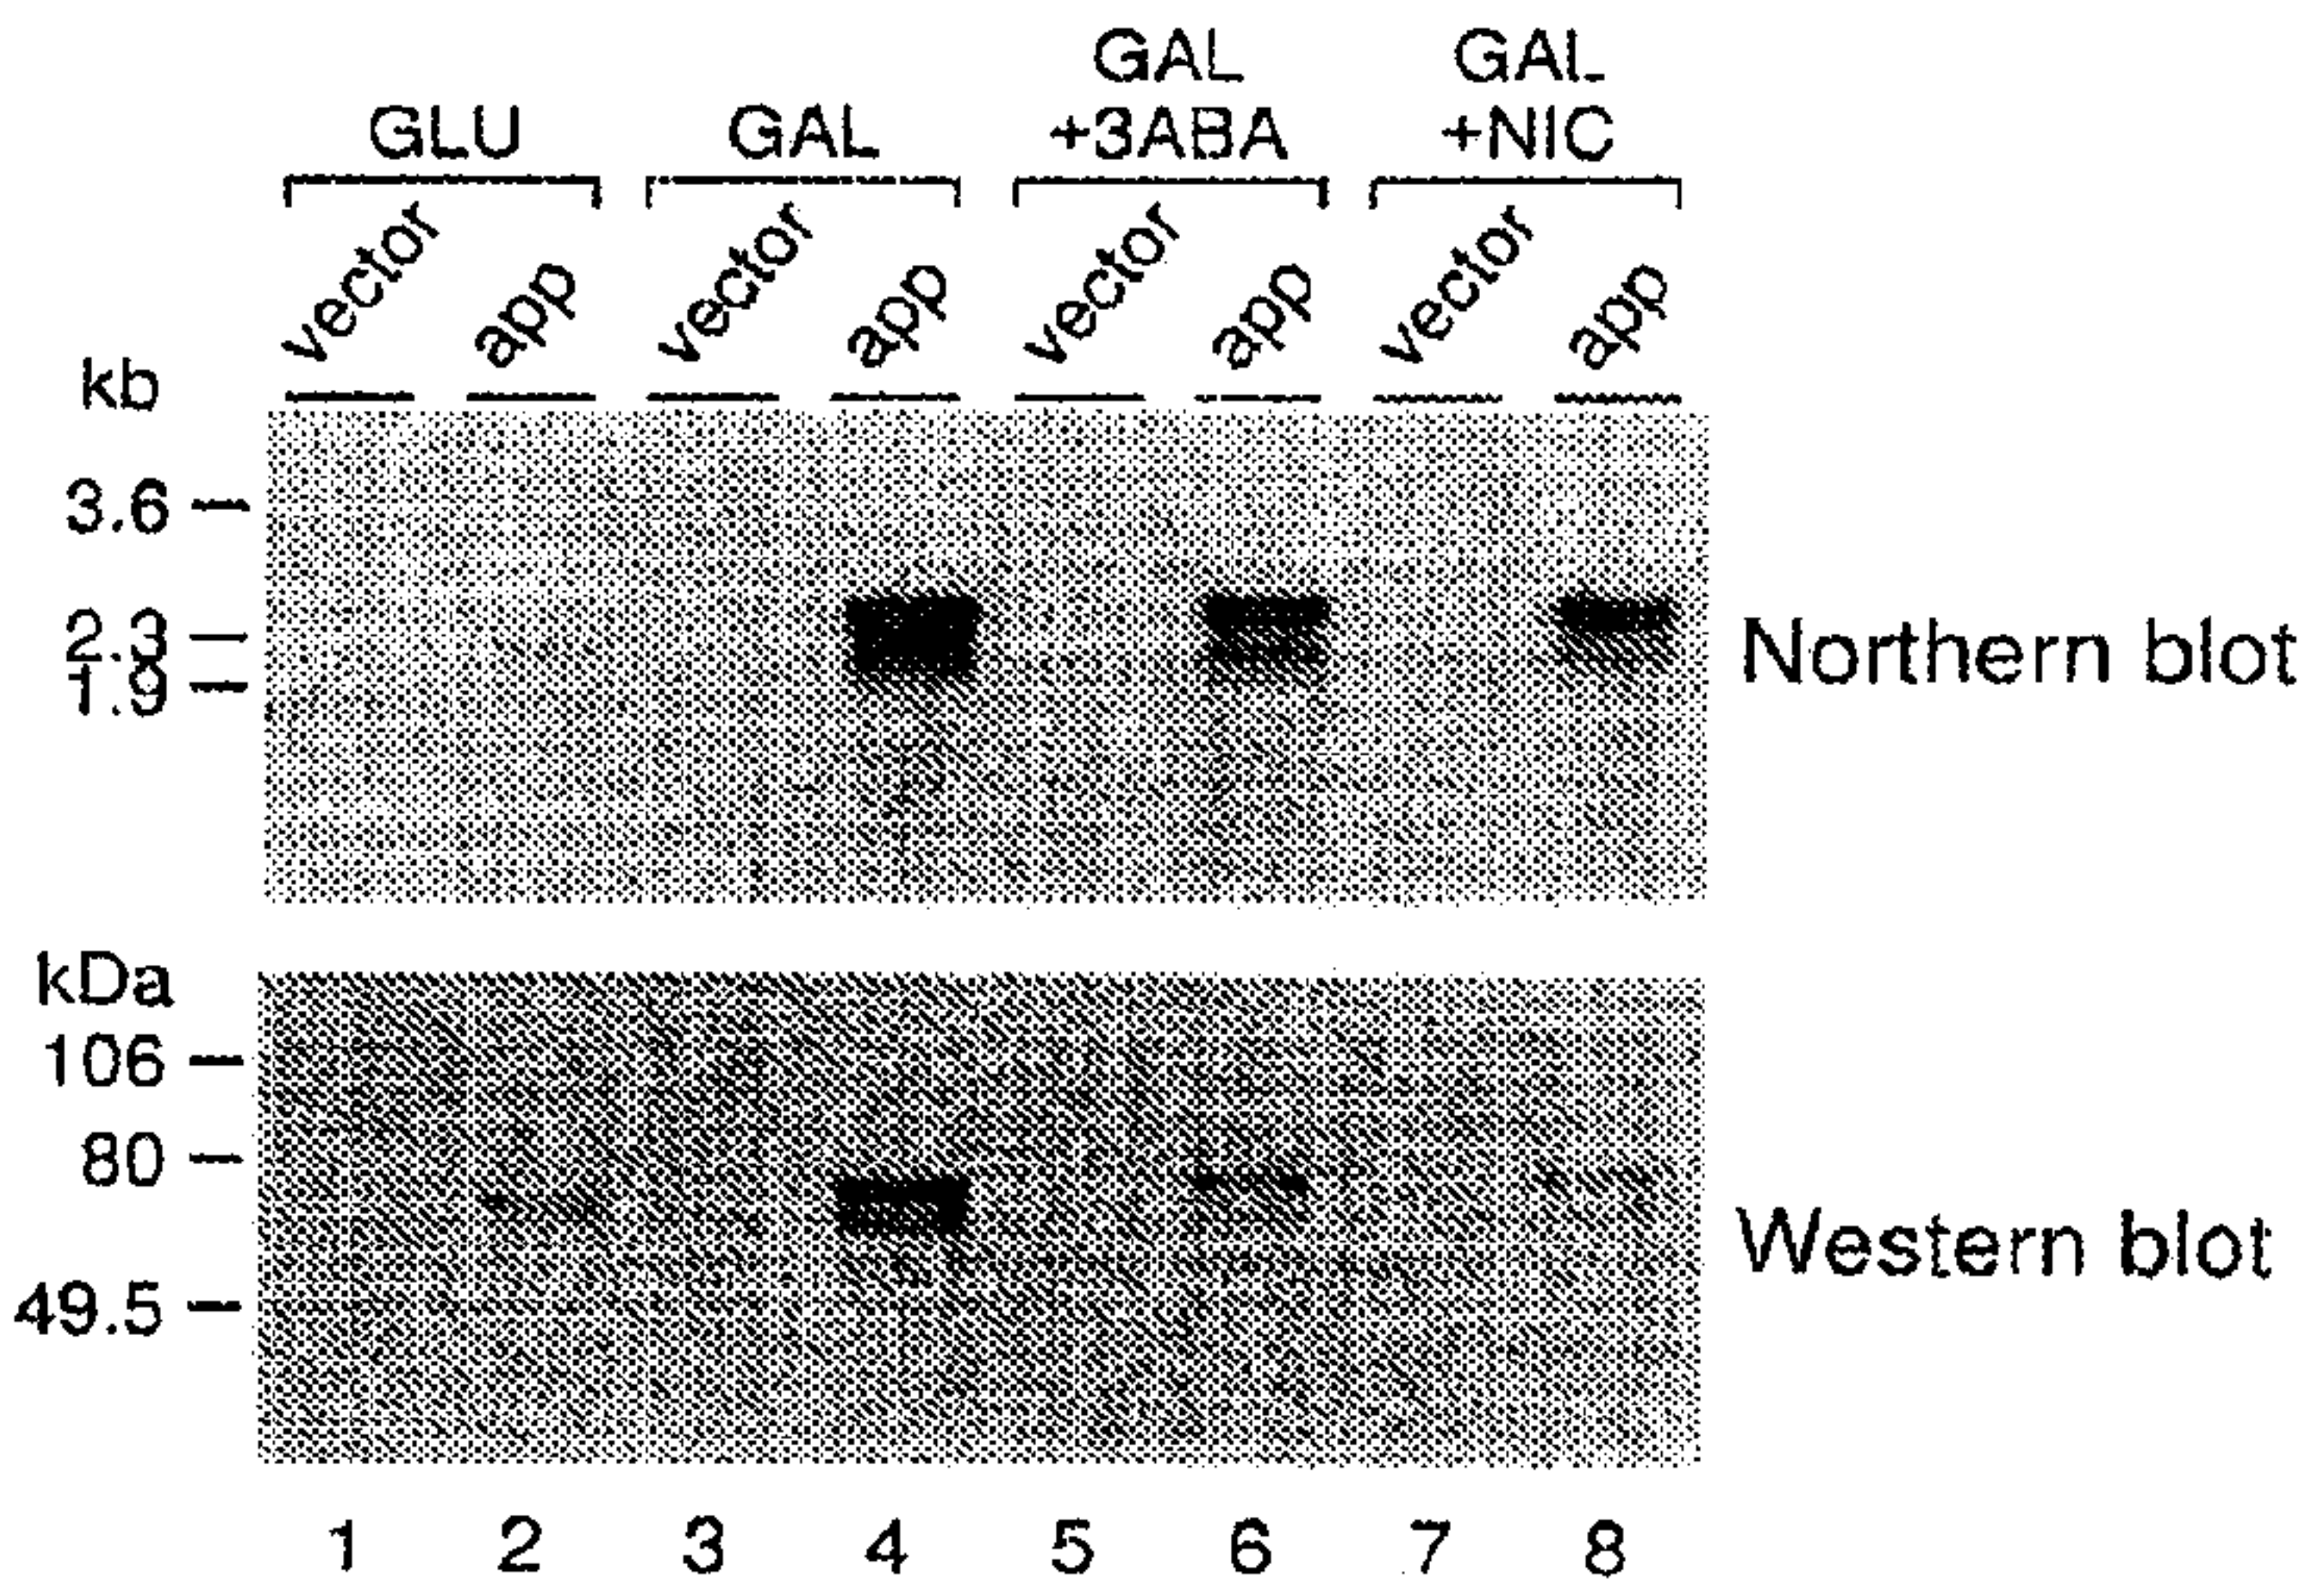 GAL GAL
GLU GAL +3ABA +NIC
vector app vector app vector app vector app
kb
3.6
2.3
1.9
Northern blot
kDa
106
80
49.5
Western blot
1 2 3 4 5 6 7 8